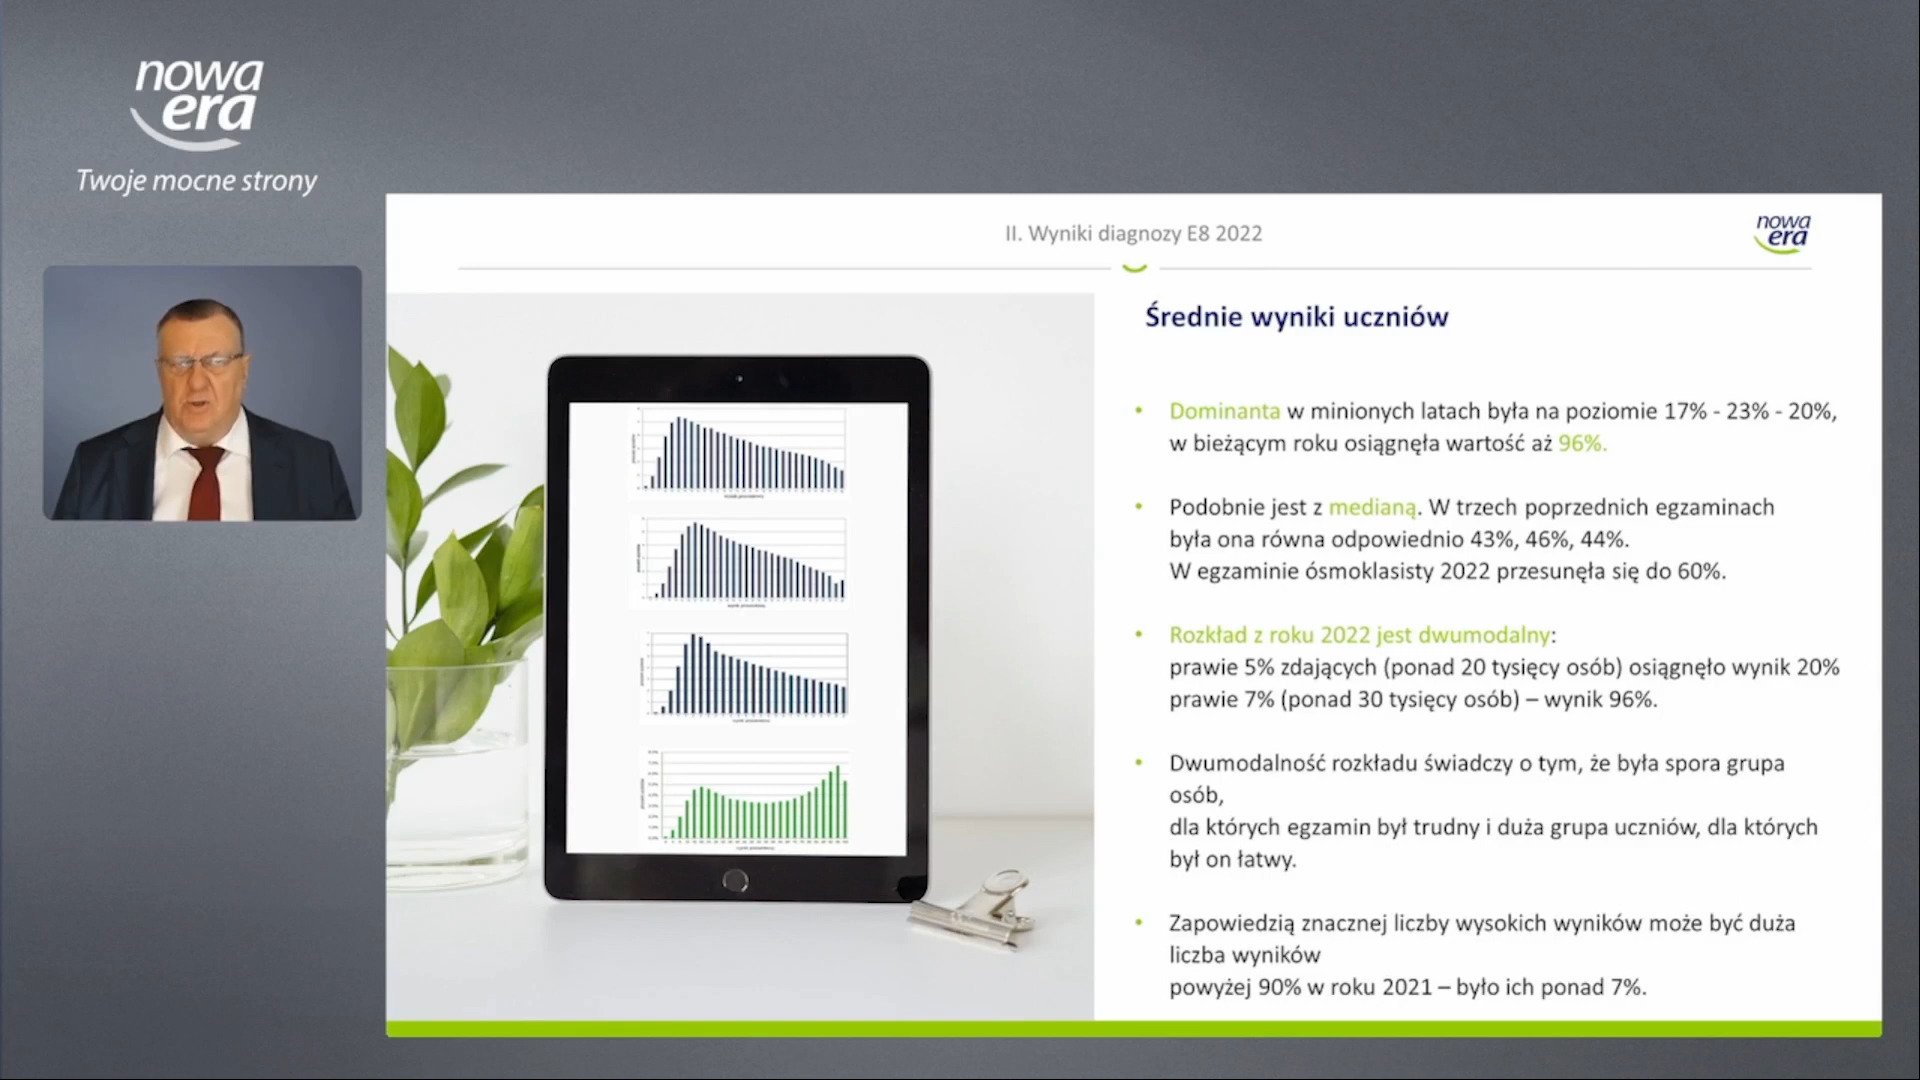 nowa
era
Twoje mocne strony
II. Wyniki diagnozy E8 2022
nowa
era
Średnie wyniki uczniów
• Dominanta w minionych latach była na poziomie 17% - 23% - 20%,
w bieżącym roku osiągnęła wartość aż 96%.
• Podobnie jest z medianą. W trzech poprzednich egzaminach
była ona równa odpowiednio 43%, 46%, 44%.
W egzaminie ósmoklasisty 2022 przesunęła się do 60%.
• Rozkład z roku 2022 jest dwumodalny:
prawie 5% zdających (ponad 20 tysięcy osób) osiągnęło wynik 20%
prawie 7% (ponad 30 tysięcy osób) – wynik 96%.
• Dwumodalność rozkładu świadczy o tym, że była spora grupa
osób,
dla których egzamin był trudny i duża grupa uczniów, dla których
był on łatwy.
• Zapowiedzią znacznej liczby wysokich wyników może być duża
liczba wyników
powyżej 90% w roku 2021 – było ich ponad 7%.